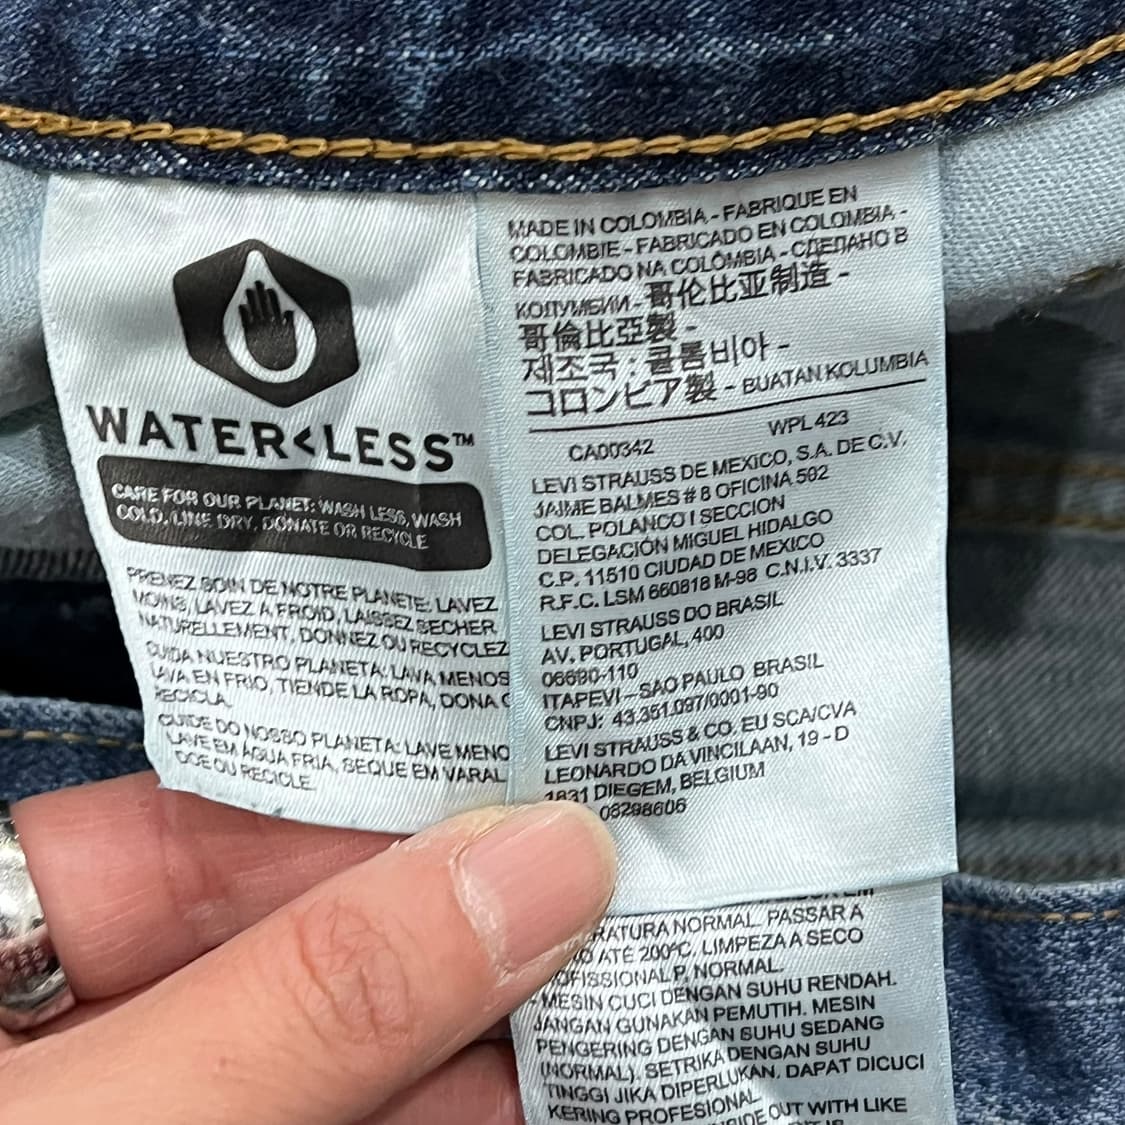 WATER<LESS™
CARE FOR OUR PLANET: WASH LESS, WASH
COLD, LINE DRY, DONATE OR RECYCLE
PRENEZ SOIN DE NOTRE PLANETE: LAVEZ
MOINS, LAVEZ A FROID, LAISSEZ SECHER
NATURELLEMENT, DONNEZ OU RECYCLEZ
CUIDA NUESTRO PLANETA: LAVA MENOS
LAVA EN FRIO, TIENDE LA ROPA, DONA O
RECICLA.
CUIDE DO NOSSO PLANETA: LAVE MENO
LAVE EM ÁGUA FRIA, SEQUE EM VARAL
DOE OU RECICLE.
MADE IN COLOMBIA - FABRIQUE EN
COLOMBIE - FABRICADO EN COLOMBIA -
FABRICADO NA COLÔMBIA - СДЕЛАНО В
КОЛУМБИИ - 哥伦比亚制造 -
哥倫比亞製 -
제조국 : 콜롬비아 -
コロンビア製 - BUATAN KOLUMBIA
CA00342 WPL 423
LEVI STRAUSS DE MEXICO, S.A. DE C.V.
JAIME BALMES # 8 OFICINA 502
COL. POLANCO I SECCION
DELEGACIÓN MIGUEL HIDALGO
C.P. 11510 CIUDAD DE MEXICO
R.F.C. LSM 660818 M-98 C.N.I.V. 3337
LEVI STRAUSS DO BRASIL
AV. PORTUGAL, 400
06690-110
ITAPEVI – SAO PAULO BRASIL
CNPJ: 43.351.097/0001-90
LEVI STRAUSS & CO. EU SCA/CVA
LEONARDO DA VINCILAAN, 19 - D
1831 DIEGEM, BELGIUM
08298606
RATURA NORMAL. PASSAR A
ATÉ 200ºC. LIMPEZA A SECO
OFISSIONAL P, NORMAL.
- MESIN CUCI DENGAN SUHU RENDAH.
JANGAN GUNAKAN PEMUTIH. MESIN
PENGERING DENGAN SUHU SEDANG
(NORMAL). SETRIKA DENGAN SUHU
TINGGI JIKA DIPERLUKAN. DAPAT DICUCI
KERING PROFESIONAL
OUT WITH LIKE